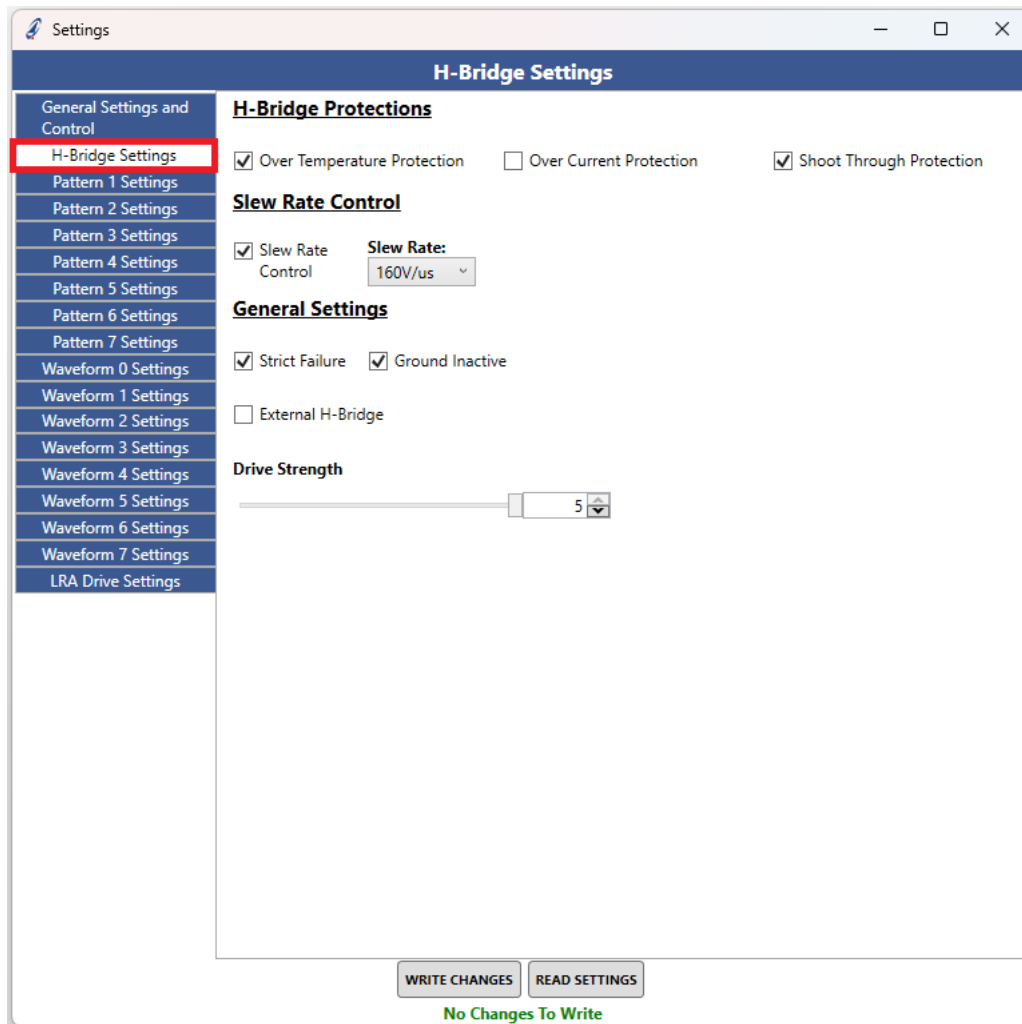 Settings
H-Bridge Settings
General Settings and
Control
H-Bridge Settings
Pattern 1 Settings
Pattern 2 Settings
Pattern 3 Settings
Pattern 4 Settings
Pattern 5 Settings
Pattern 6 Settings
Pattern 7 Settings
Waveform 0 Settings
Waveform 1 Settings
Waveform 2 Settings
Waveform 3 Settings
Waveform 4 Settings
Waveform 5 Settings
Waveform 6 Settings
Waveform 7 Settings
LRA Drive Settings
H-Bridge Protections
Over Temperature Protection Over Current Protection Shoot Through Protection
Slew Rate Control
Slew Rate
Control
Slew Rate:
160V/us
General Settings
Strict Failure Ground Inactive
External H-Bridge
Drive Strength
5
WRITE CHANGES READ SETTINGS
No Changes To Write